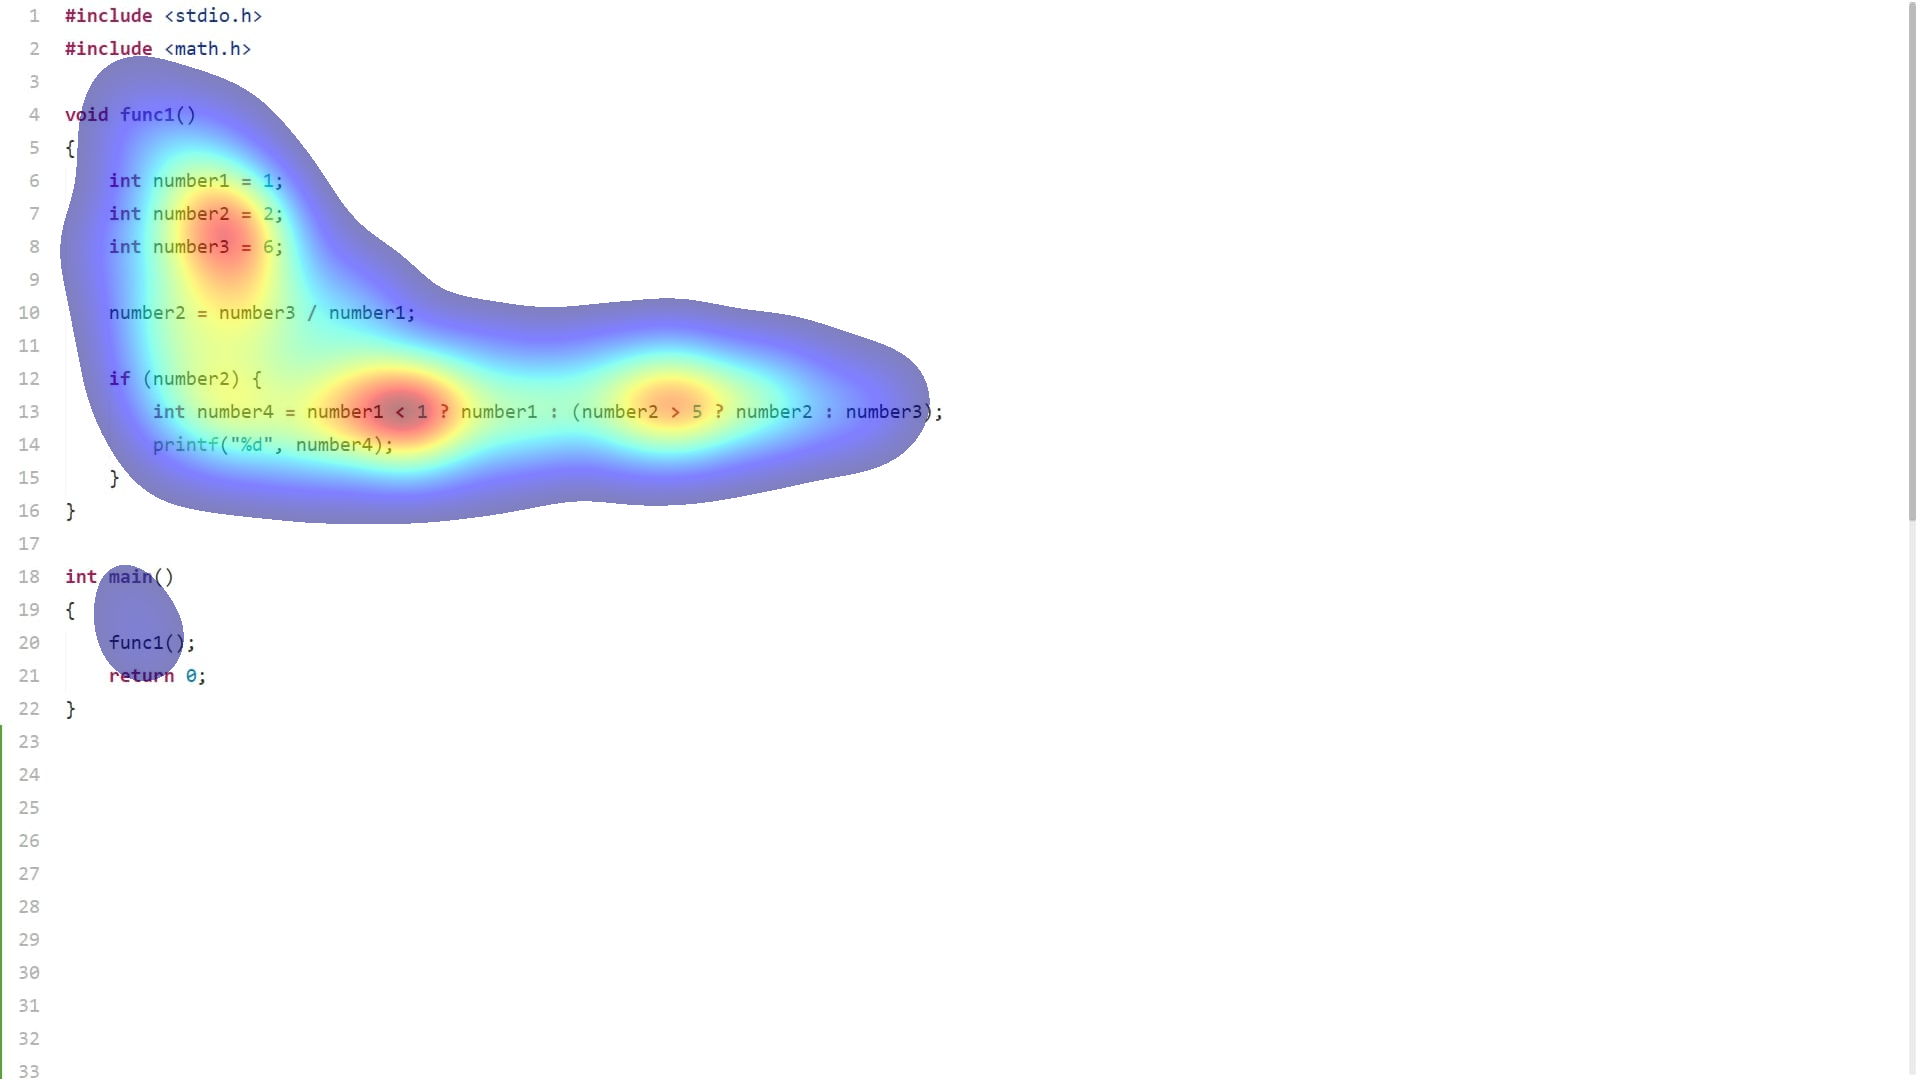 1 #include <stdio.h>
2 #include <math.h>
3
4 void func1()
5 {
6 int number1 = 1;
7 int number2 = 2;
8 int number3 = 6;
9
10 number2 = number3 / number1;
11
12 if (number2) {
13 int number4 = number1 < 1 ? number1 : (number2 > 5 ? number2 : number3);
14 printf("%d", number4);
15 }
16 }
17
18 int main()
19 {
20 func1();
21 return 0;
22 }
23
24
25
26
27
28
29
30
31
32
33